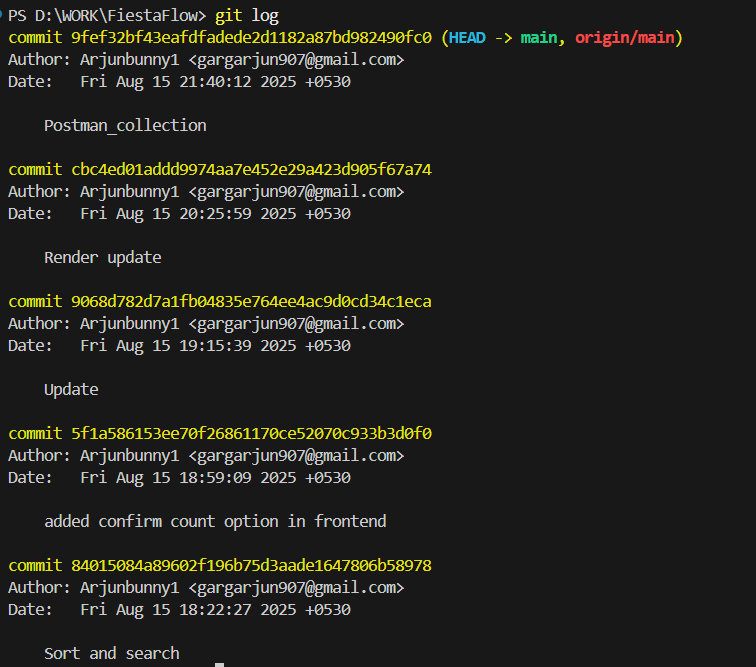 PS D:\WORK\FiestaFlow> git log
commit 9fef32bf43eafdfadede2d1182a87bd982490fc0 (HEAD -> main, origin/main)
Author: Arjunbunny1 <gargarjun907@gmail.com>
Date:   Fri Aug 15 21:40:12 2025 +0530
    Postman_collection
commit cbc4ed01addd9974aa7e452e29a423d905f67a74
Author: Arjunbunny1 <gargarjun907@gmail.com>
Date:   Fri Aug 15 20:25:59 2025 +0530
    Render update
commit 9068d782d7a1fb04835e764ee4ac9d0cd34c1eca
Author: Arjunbunny1 <gargarjun907@gmail.com>
Date:   Fri Aug 15 19:15:39 2025 +0530
    Update
commit 5f1a586153ee70f26861170ce52070c933b3d0f0
Author: Arjunbunny1 <gargarjun907@gmail.com>
Date:   Fri Aug 15 18:59:09 2025 +0530
    added confirm count option in frontend
commit 84015084a89602f196b75d3aade1647806b58978
Author: Arjunbunny1 <gargarjun907@gmail.com>
Date:   Fri Aug 15 18:22:27 2025 +0530
    Sort and search